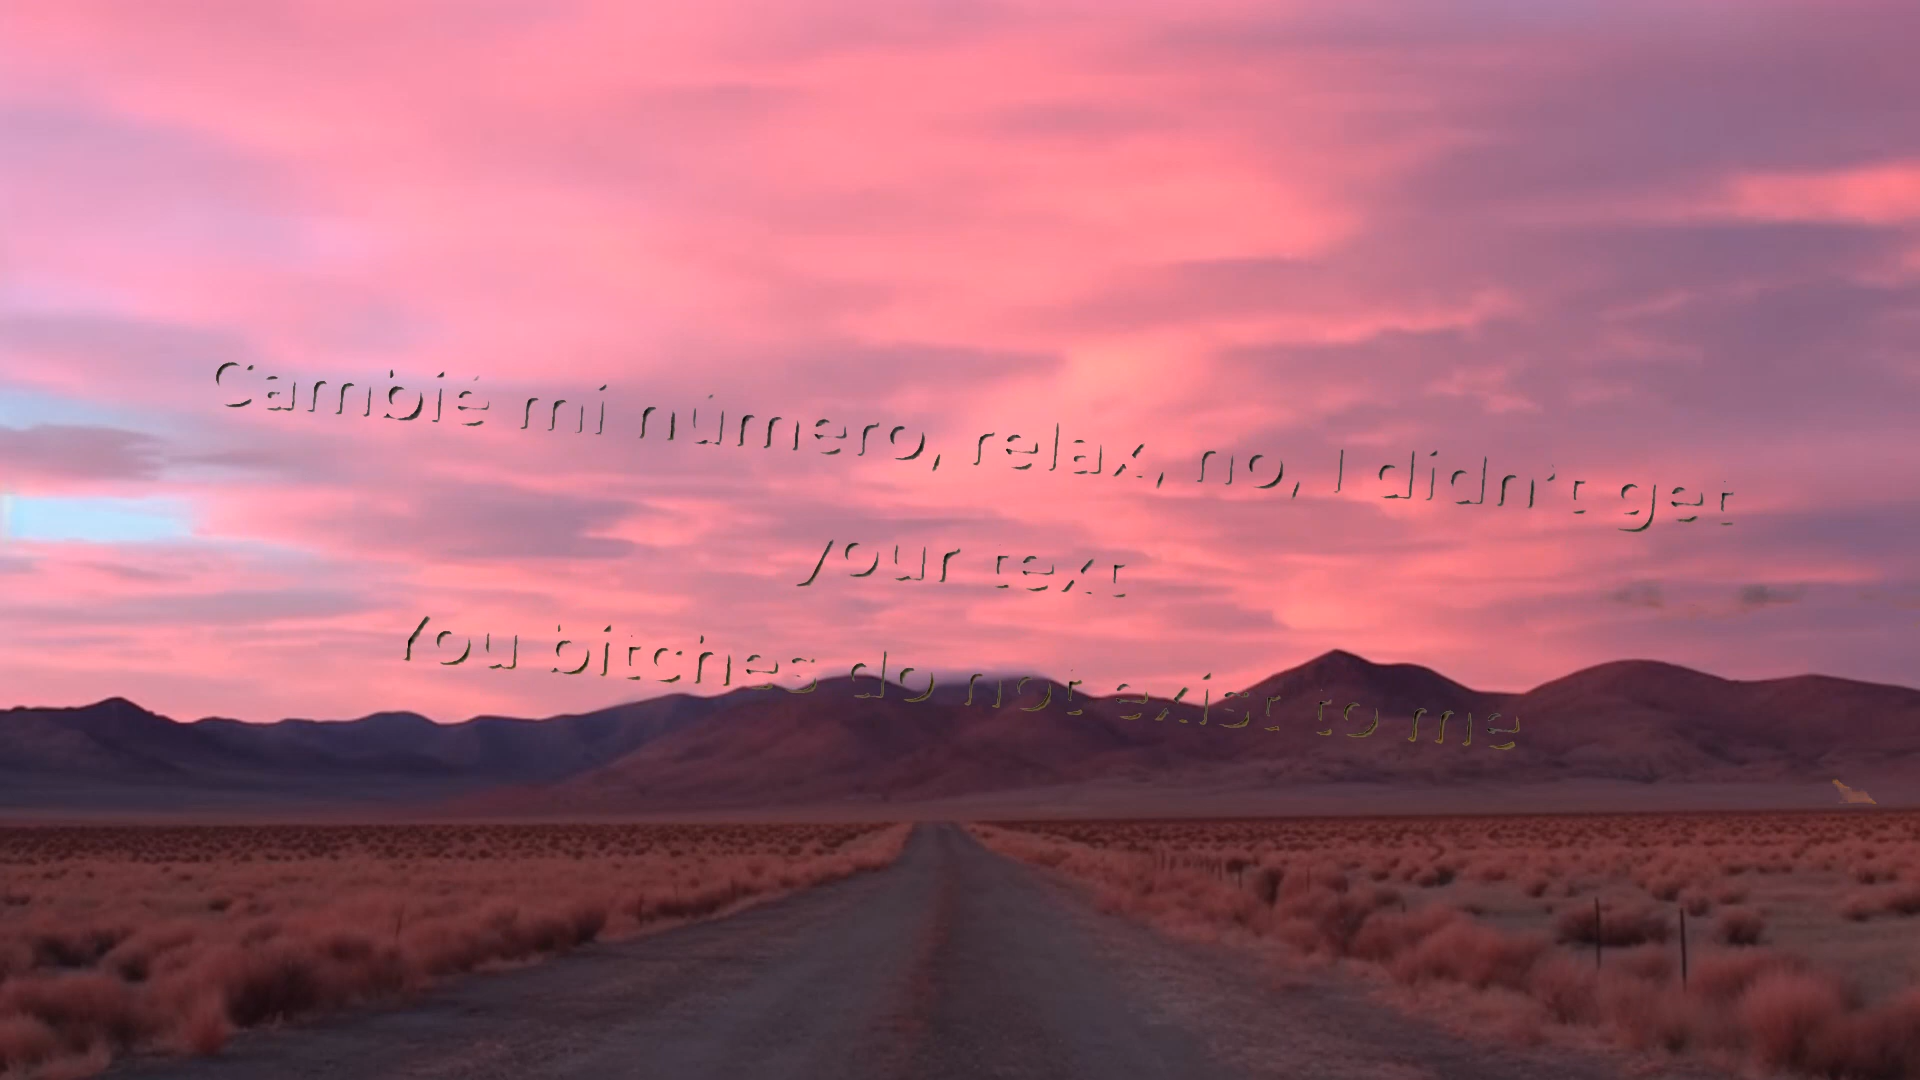 Cambié mi número, relax, no, I didn't get
your text
You bitches do not exist to me